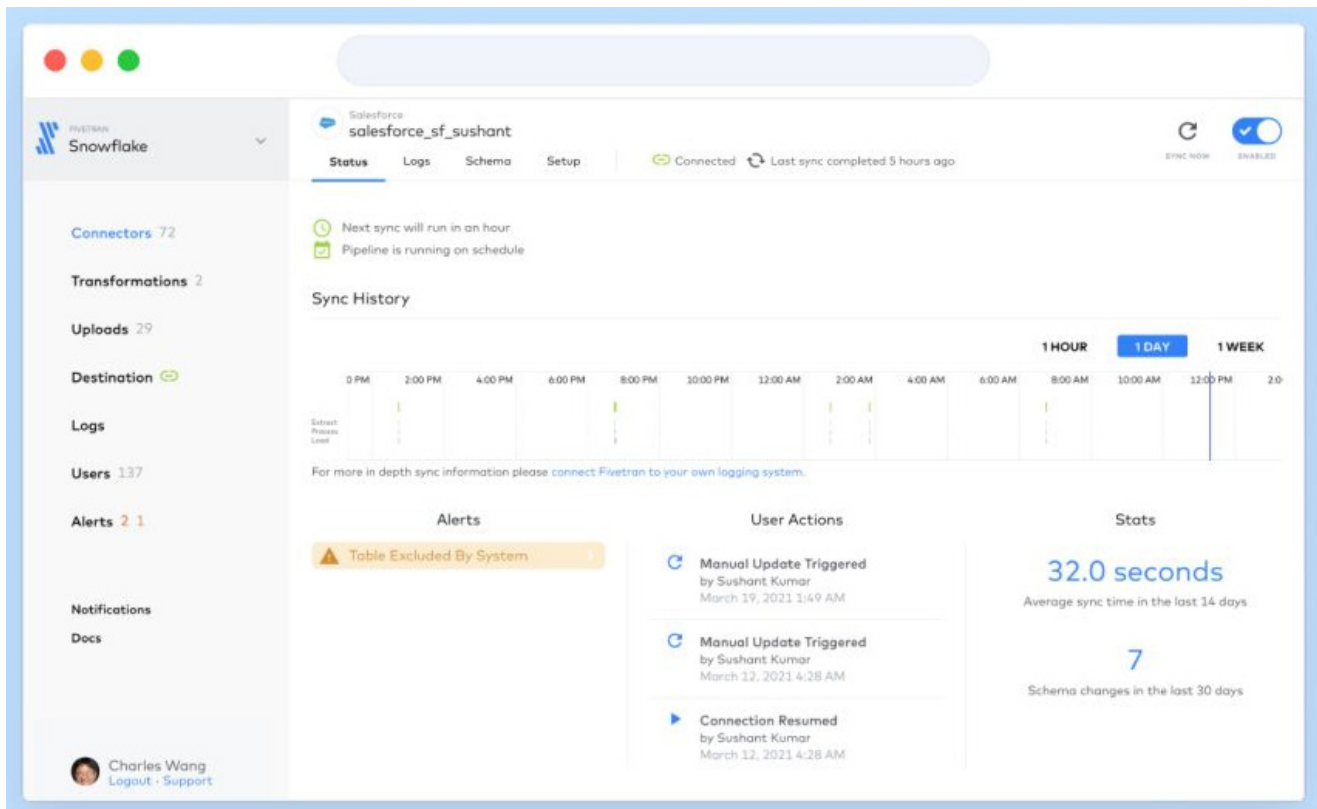 FIVETRAN
Snowflake
Connectors 72
Transformations 2
Uploads 29
Destination
Logs
Users 137
Alerts 2 1
Notifications
Docs
Charles Wang
Logout · Support
Salesforce
salesforce_sf_sushant
Status Logs Schema Setup Connected Last sync completed 5 hours ago
SYNC NOW ENABLED
Next sync will run in an hour
Pipeline is running on schedule
Sync History
1 HOUR 1 DAY 1 WEEK
0 PM 2:00 PM 4:00 PM 6:00 PM 8:00 PM 10:00 PM 12:00 AM 2:00 AM 4:00 AM 6:00 AM 8:00 AM 10:00 AM 12:00 PM 2:0
Extract
Process
Load
For more in depth sync information please connect Fivetran to your own logging system.
Alerts
Table Excluded By System
User Actions
Manual Update Triggered
by Sushant Kumar
March 19, 2021 1:49 AM
Manual Update Triggered
by Sushant Kumar
March 12, 2021 4:28 AM
Connection Resumed
by Sushant Kumar
March 12, 2021 4:28 AM
Stats
32.0 seconds
Average sync time in the last 14 days
7
Schema changes in the last 30 days